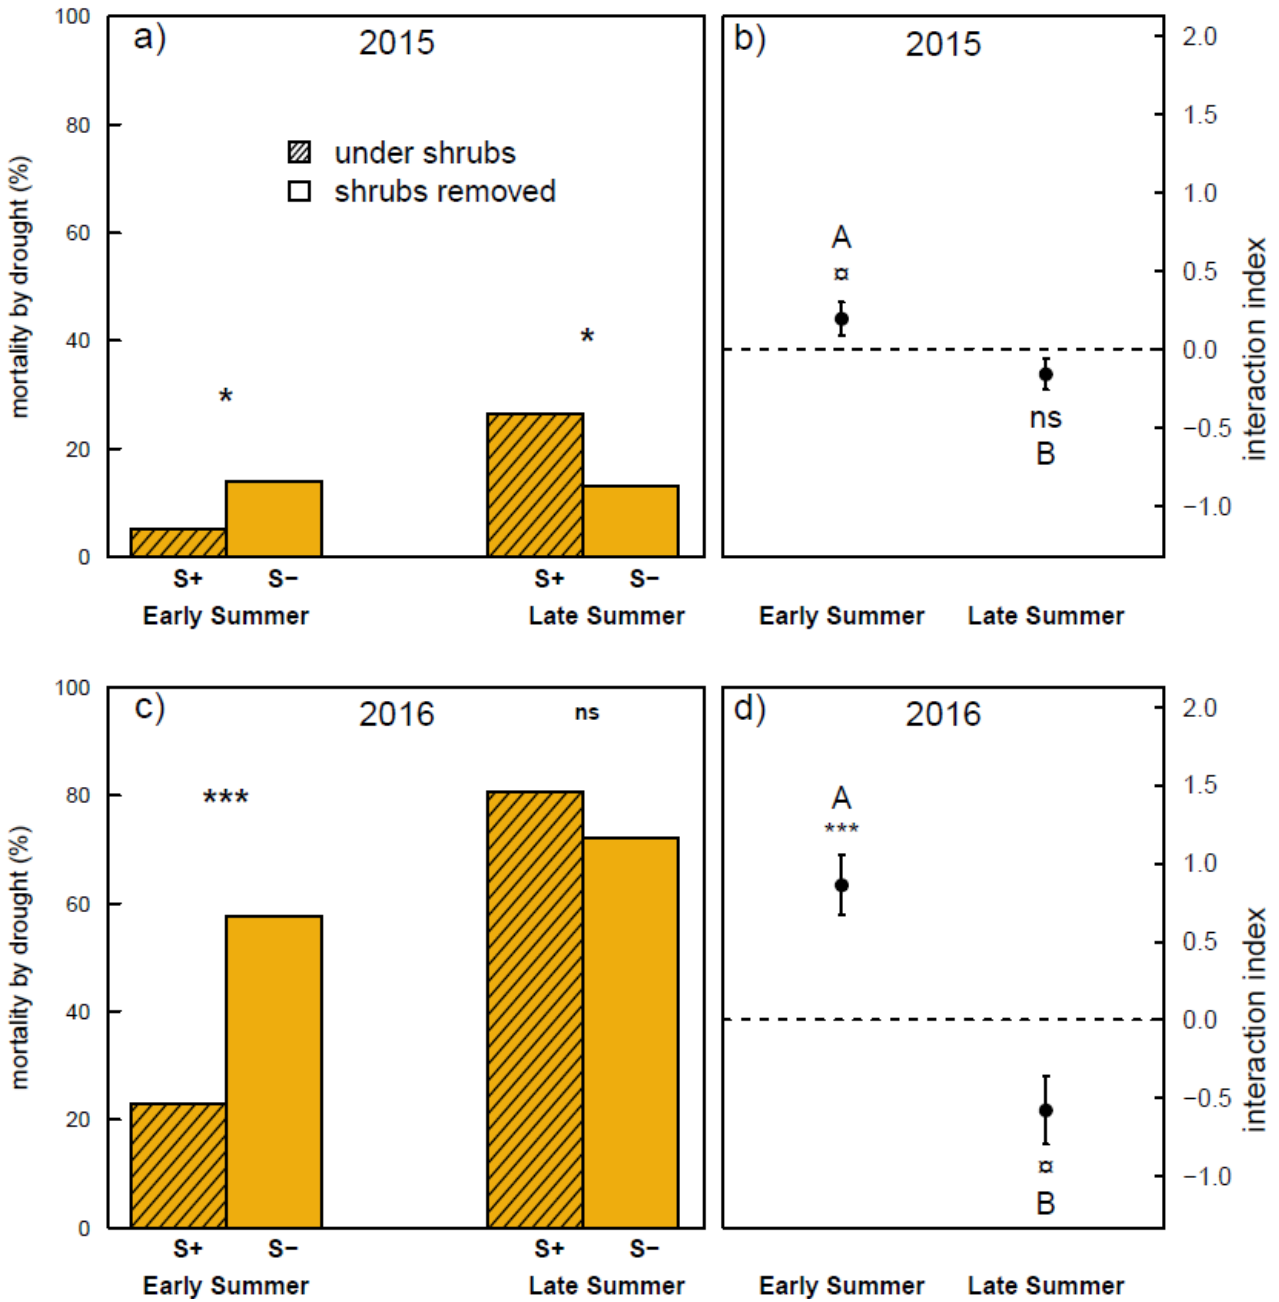 a) 2015
100
80
60
40
20
0
mortality by drought (%)
under shrubs
shrubs removed
*
*
S+ S−
S+ S−
Early Summer
Late Summer
b) 2015
2.0
1.5
1.0
0.5
0.0
−0.5
−1.0
interaction index
A
¤
ns
B
Early Summer
Late Summer
c) 2016
100
80
60
40
20
0
mortality by drought (%)
***
ns
S+ S−
S+ S−
Early Summer
Late Summer
d) 2016
2.0
1.5
1.0
0.5
0.0
−0.5
−1.0
interaction index
A
***
¤
B
Early Summer
Late Summer